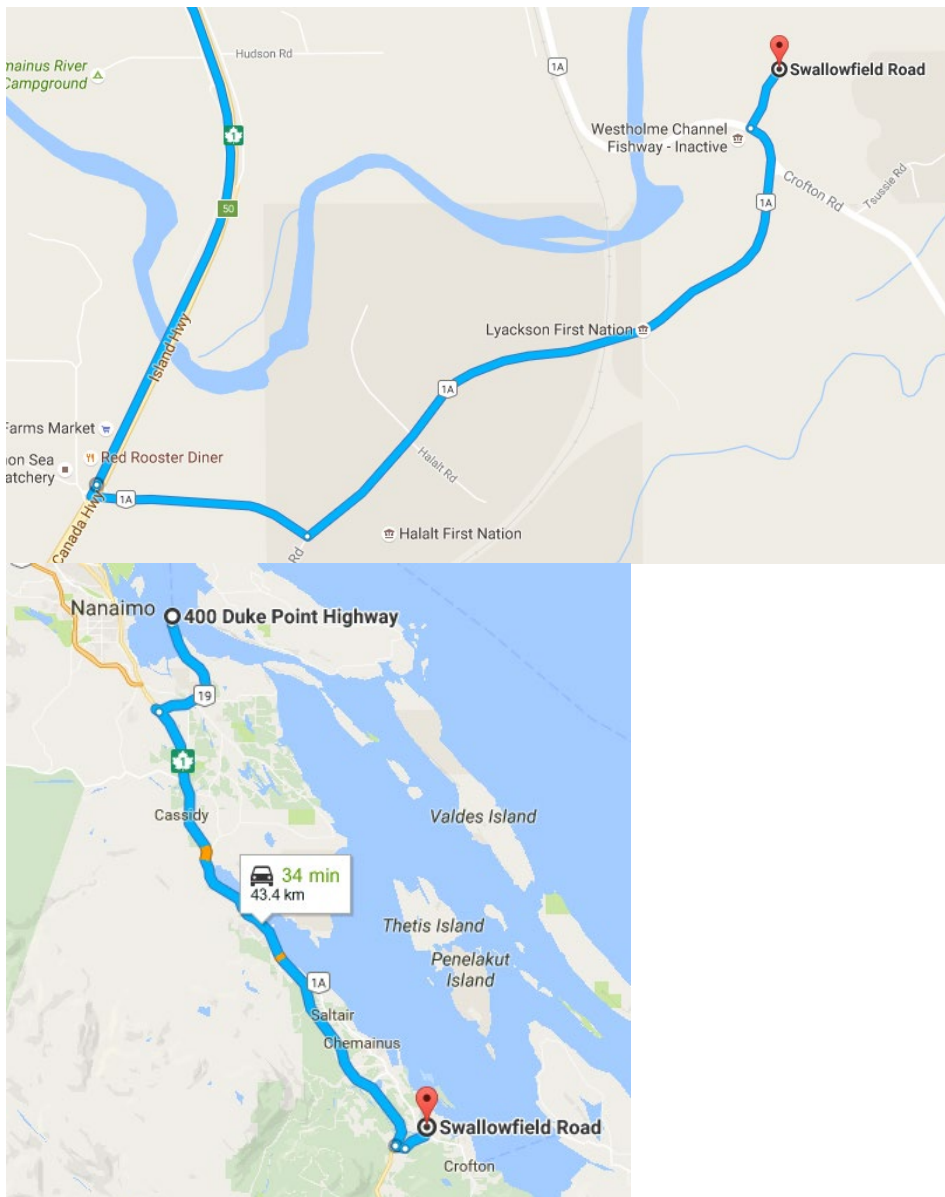 Hudson Rd
mainus River
Campground
1A
Swallowfield Road
1
Westholme Channel
Fishway - Inactive
Crofton Rd
Tsussie Rd
1A
50
Island Hwy
Lyackson First Nation
1A
Farms Market
Halalt Rd
Red Rooster Diner
on Sea
atchery
1A
Canada Hwy
Rd
Halalt First Nation
Nanaimo
400 Duke Point Highway
19
1
Cassidy
Valdes Island
34 min
43.4 km
Thetis Island
Penelakut
Island
1A
Saltair
Chemainus
Swallowfield Road
Crofton